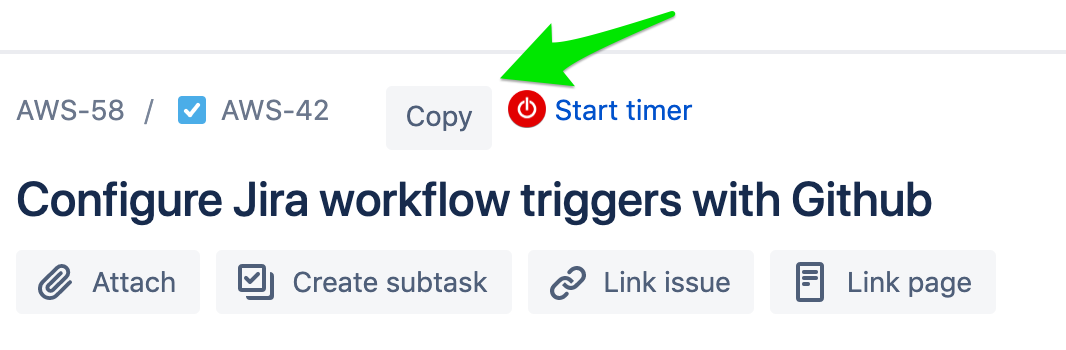 AWS-58 / AWS-42 Copy Start timer
Configure Jira workflow triggers with Github
Attach Create subtask Link issue Link page